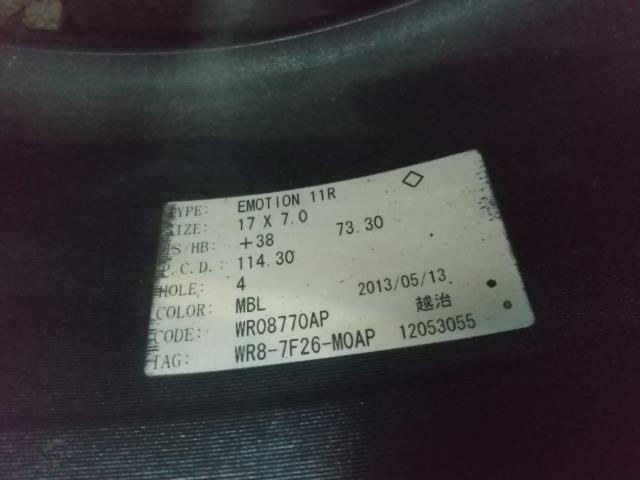 TYPE: EMOTION 11R
SIZE: 17 X 7.0
/HB: +38 73.30
P.C.D.: 114.30
HOLE: 4
COLOR: MBL 2013/05/13
CODE: WRO8770AP 越治
TAG: WR8-7F26-MOAP 12053055